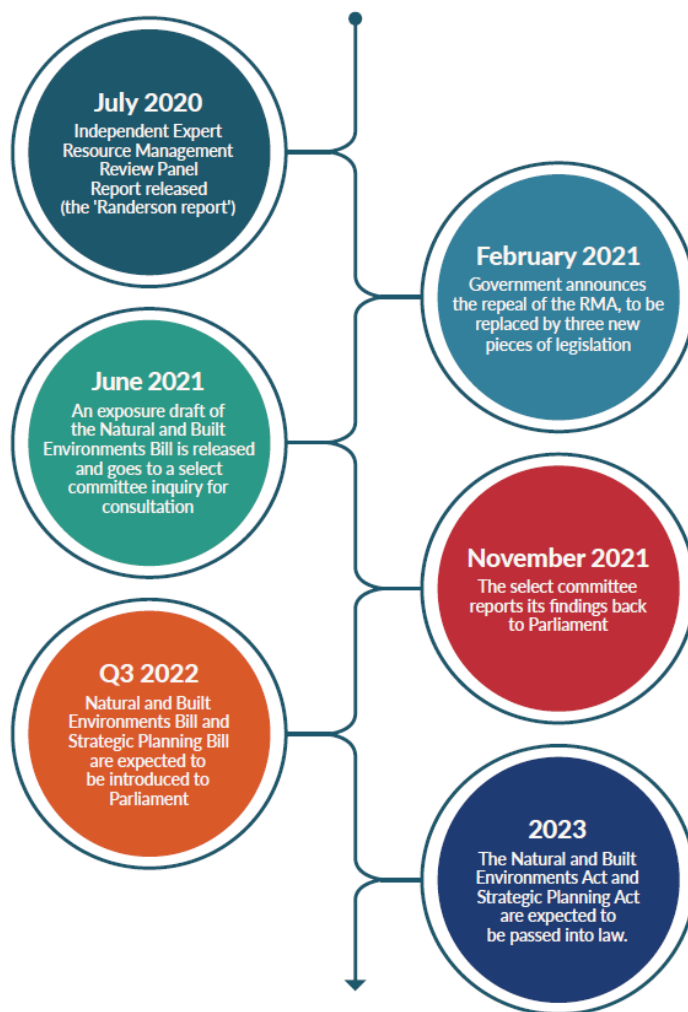 July 2020
Independent Expert
Resource Management
Review Panel
Report released
(the 'Randerson report')
February 2021
Government announces
the repeal of the RMA, to be
replaced by three new
pieces of legislation
June 2021
An exposure draft of
the Natural and Built
Environments Bill is released
and goes to a select
committee inquiry for
consultation
November 2021
The select committee
reports its findings back
to Parliament
Q3 2022
Natural and Built
Environments Bill and
Strategic Planning Bill
are expected to
be introduced to
Parliament
2023
The Natural and Built
Environments Act and
Strategic Planning Act
are expected to
be passed into law.